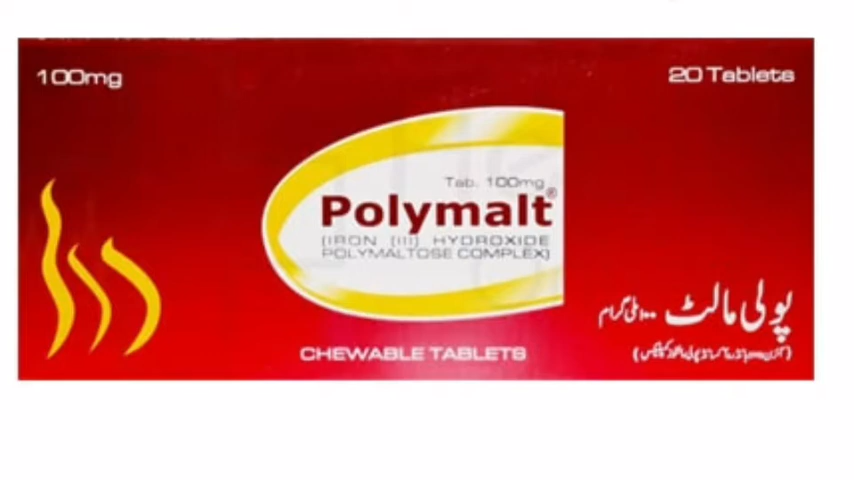 100mg
20 Tablets
Tab. 100mg
Polymalt®
(IRON (III) HYDROXIDE
POLYMALTOSE COMPLEX)
CHEWABLE TABLETS
پولی مالٹ ۱۰۰ ملی گرام